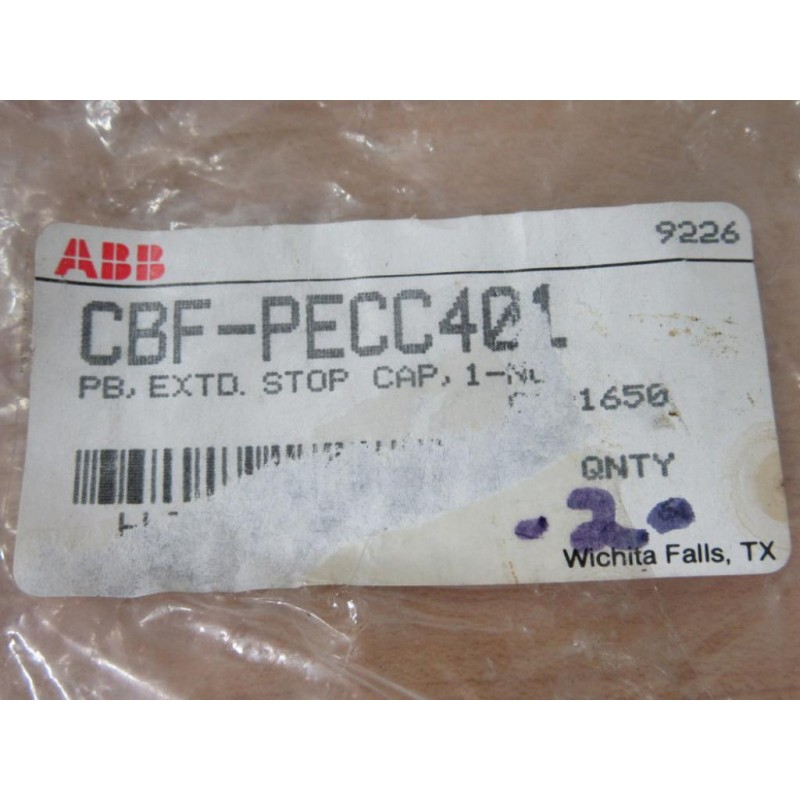 ABB 9226
CBF-PECC401
PB, EXTD. STOP CAP, 1-
1650
QNTY
-2-
Wichita Falls, TX